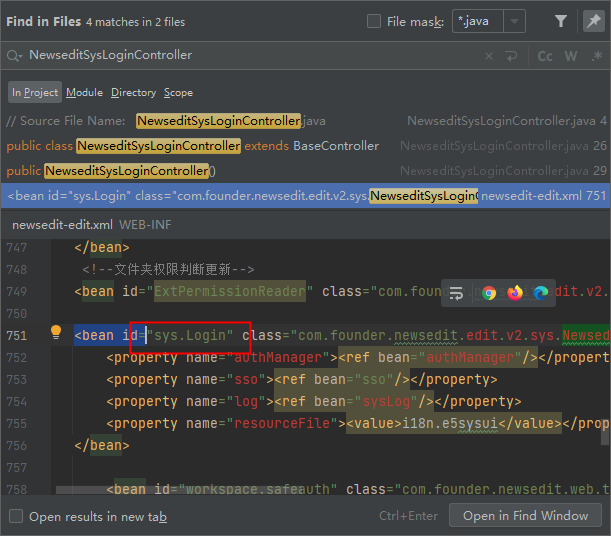 Find in Files 4 matches in 2 files File mask: *.java
NewseditSysLoginController Cc W .*
In Project Module Directory Scope
// Source File Name: NewseditSysLoginController.java NewseditSysLoginController.java 4
public class NewseditSysLoginController extends BaseController NewseditSysLoginController.java 26
public NewseditSysLoginController() NewseditSysLoginController.java 29
<bean id="sys.Login" class="com.founder.newsedit.edit.v2.sys.NewseditSysLoginC newsedit-edit.xml 751
newsedit-edit.xml WEB-INF
747 </bean>
748 <!--文件夹权限判断更新-->
749 <bean id="ExtPermissionReader" class="com.founder.newsedit.edit.v2.
750
751 <bean id="sys.Login" class="com.founder.newsedit.edit.v2.sys.Newsed
752 <property name="authManager"><ref bean="authManager"/></property
753 <property name="sso"><ref bean="sso"/></property>
754 <property name="log"><ref bean="sysLog"/></property>
755 <property name="resourceFile"><value>i18n.e5sysui</value></prop
756 </bean>
757
758 <bean id="workspace.safeauth" class="com.founder.newsedit.web.t
Open results in new tab Ctrl+Enter Open in Find Window